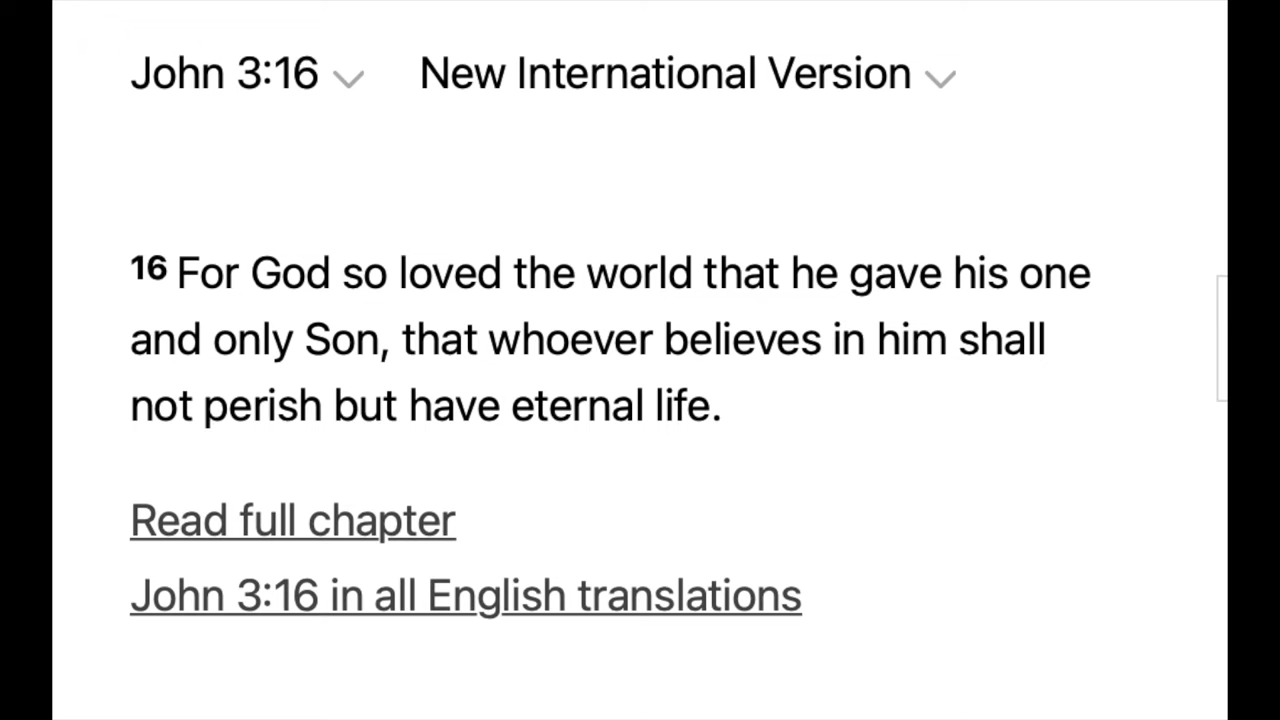 John 3:16 New International Version
16 For God so loved the world that he gave his one
and only Son, that whoever believes in him shall
not perish but have eternal life.
Read full chapter
John 3:16 in all English translations